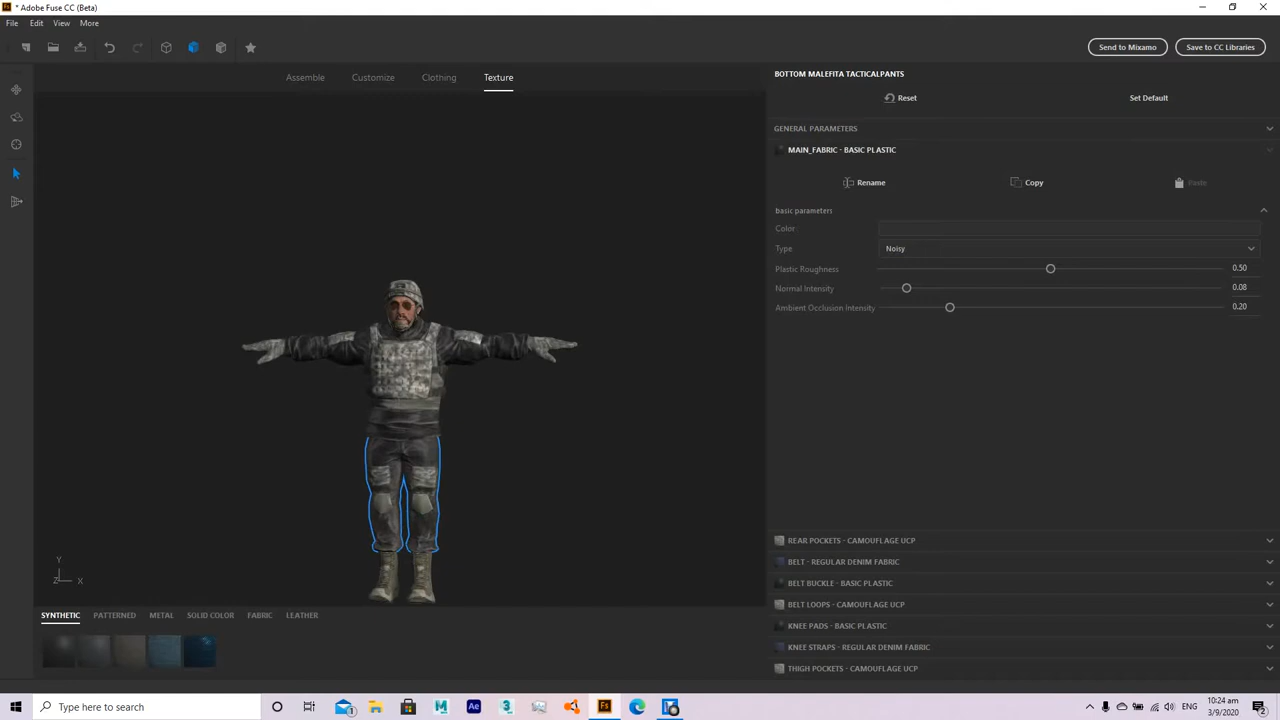 * Adobe Fuse CC (Beta)
File Edit View More
Send to Mixamo Save to CC Libraries
Assemble Customize Clothing Texture
BOTTOM MALEFITA TACTICALPANTS
Reset Set Default
GENERAL PARAMETERS
MAIN_FABRIC - BASIC PLASTIC
Rename Copy Paste
basic parameters
Color
Type Noisy
Plastic Roughness 0.50
Normal Intensity 0.08
Ambient Occlusion Intensity 0.20
REAR POCKETS - CAMOUFLAGE UCP
BELT - REGULAR DENIM FABRIC
BELT BUCKLE - BASIC PLASTIC
BELT LOOPS - CAMOUFLAGE UCP
KNEE PADS - BASIC PLASTIC
KNEE STRAPS - REGULAR DENIM FABRIC
THIGH POCKETS - CAMOUFLAGE UCP
Y
Z X
SYNTHETIC PATTERNED METAL SOLID COLOR FABRIC LEATHER
Type here to search
ENG
10:24 am
3/9/2020